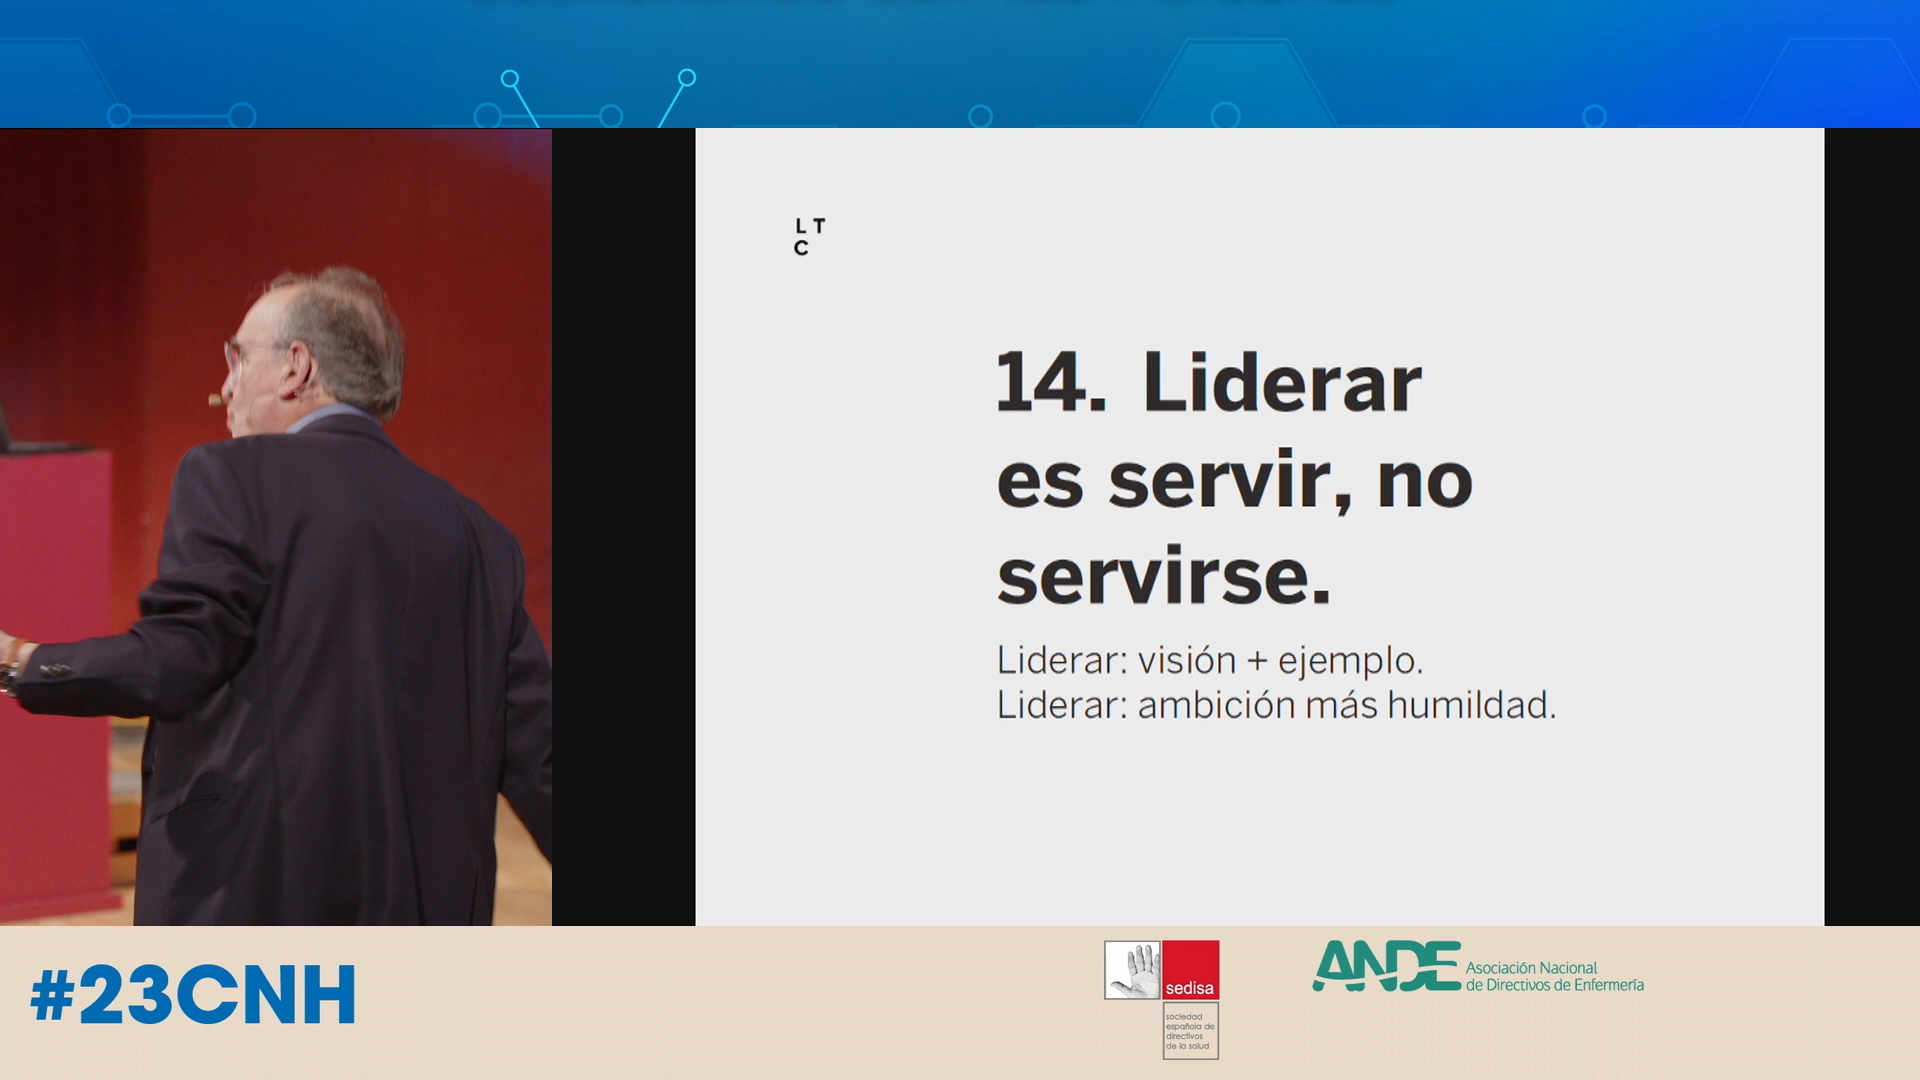 L T
C
14. Liderar
es servir, no
servirse.
Liderar: visión + ejemplo.
Liderar: ambición más humildad.
#23CNH
sedisa
sociedad
española de
directivos
de la salud
ANDE
Asociación Nacional
de Directivos de Enfermería